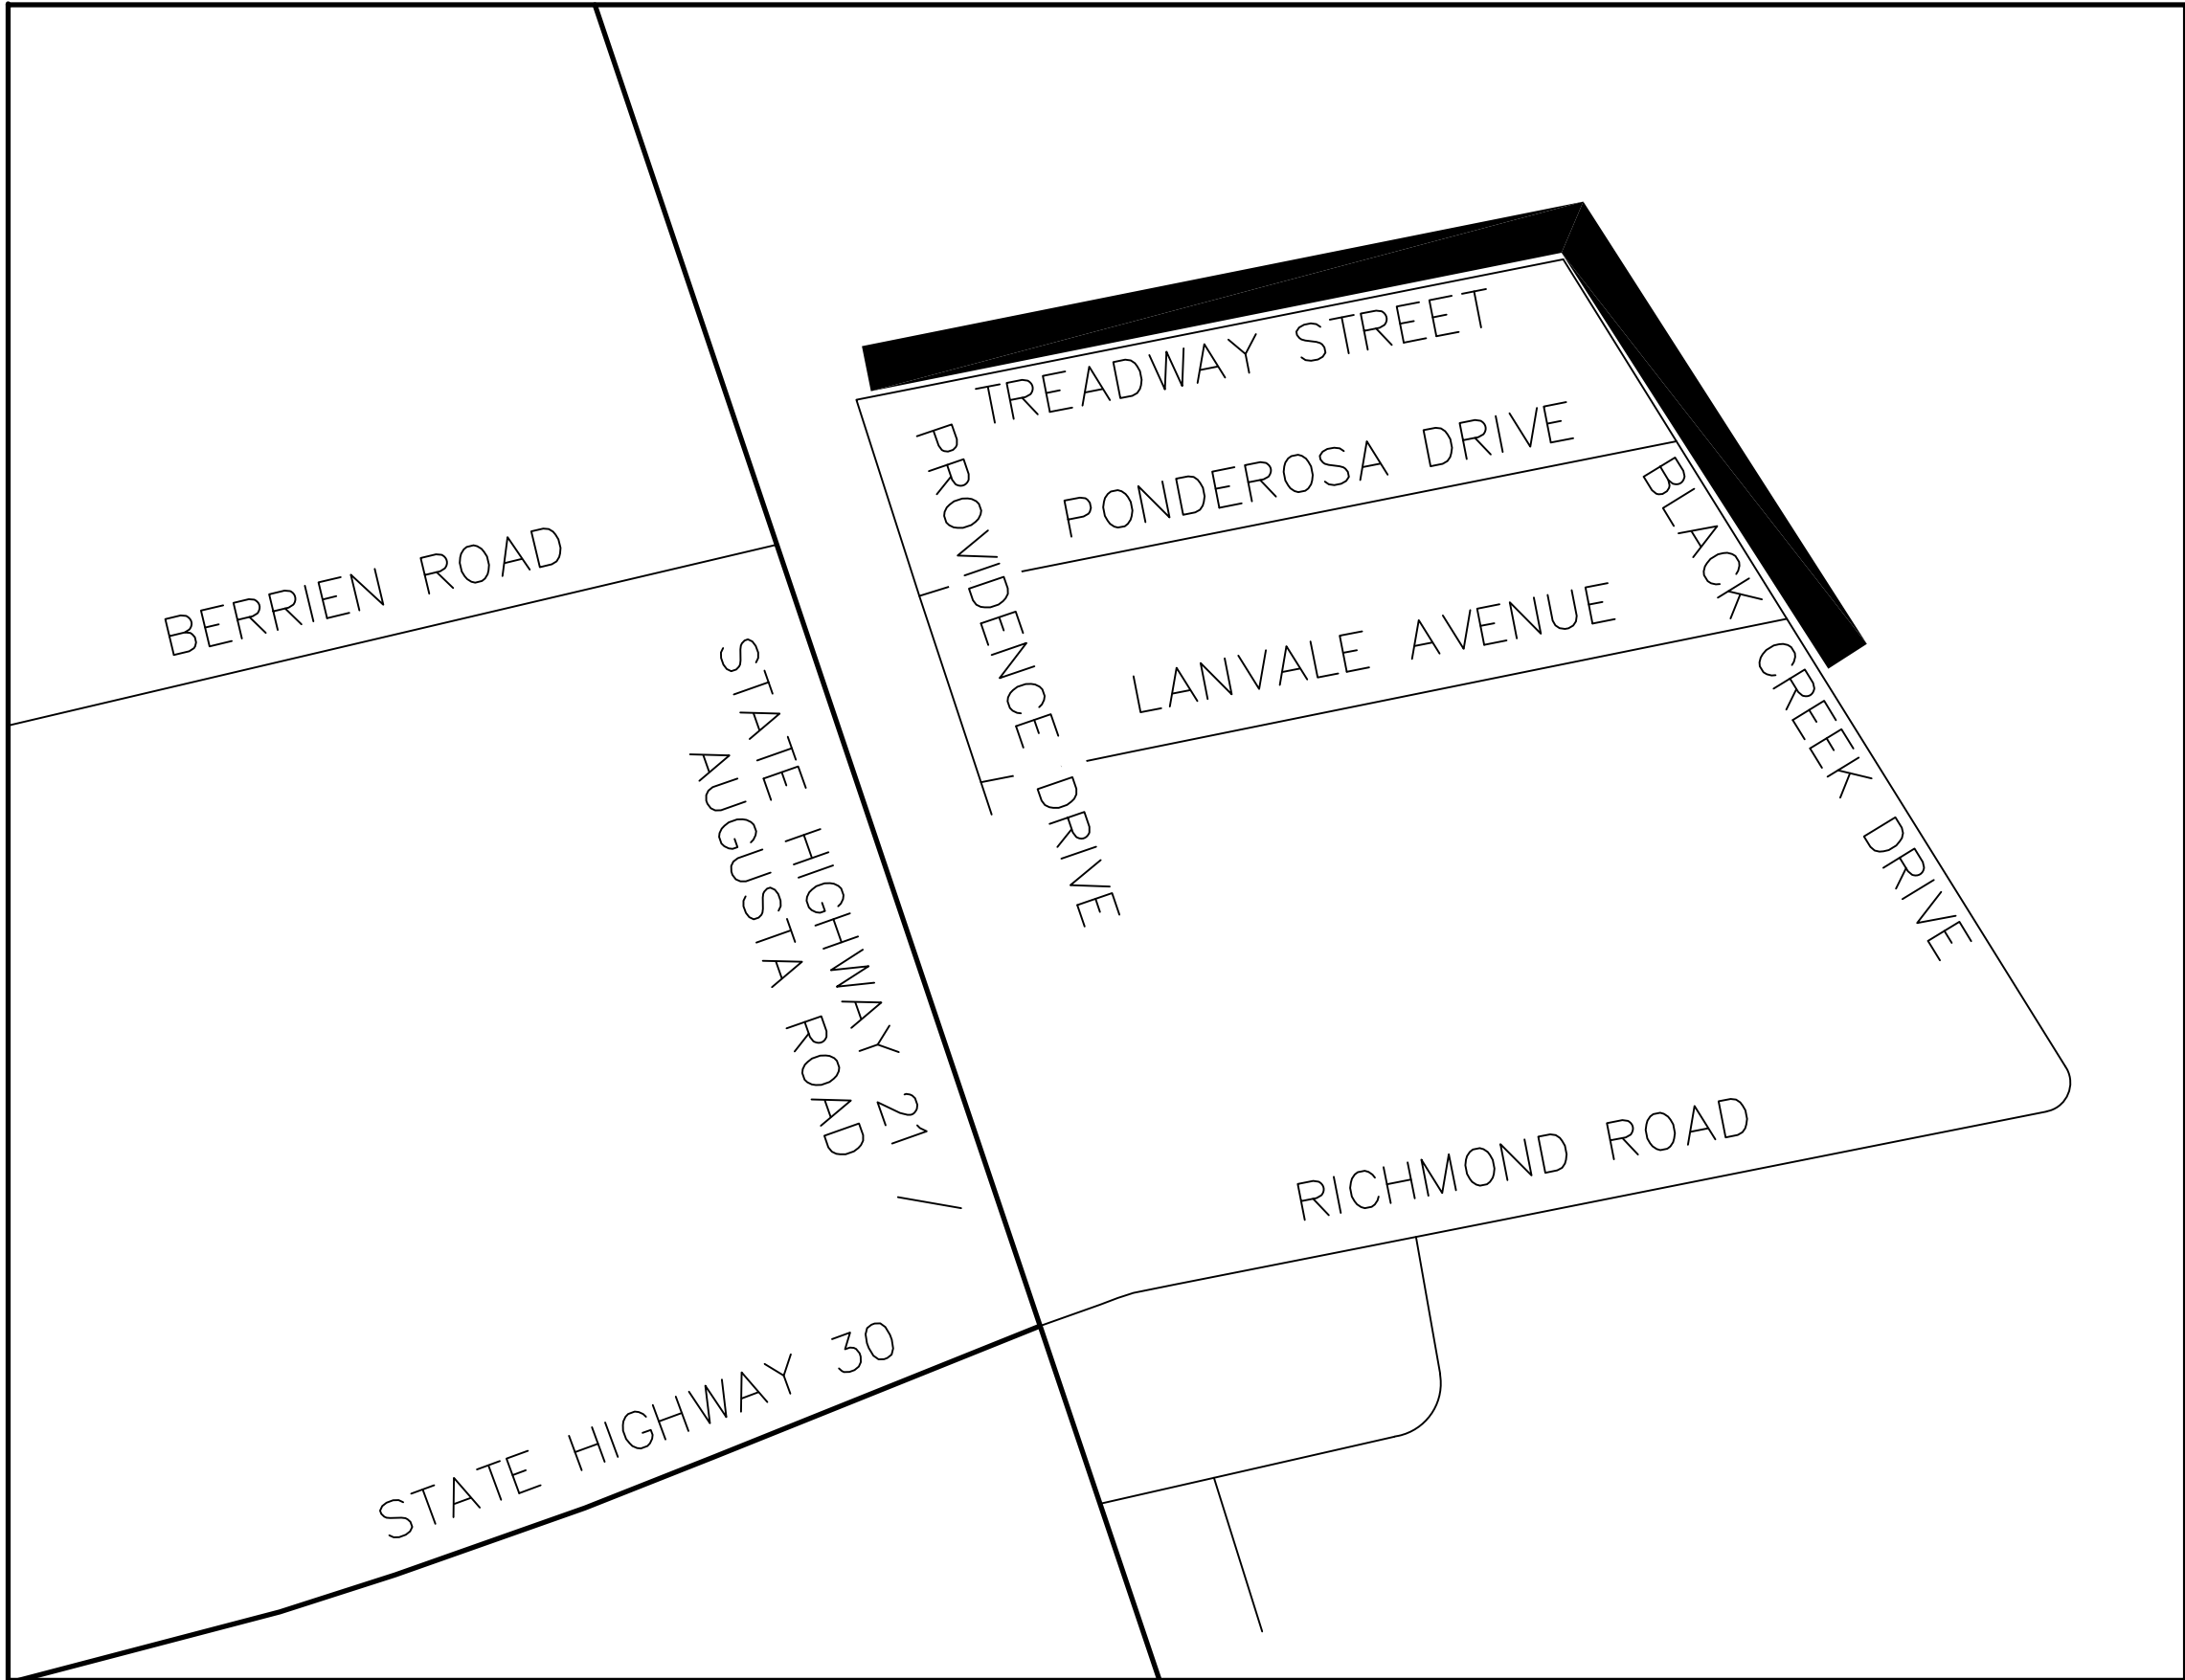 TREADWAY STREET
PROVIDENCE DRIVE
PONDEROSA DRIVE
BLACK CREEK DRIVE
LANVALE AVENUE
BERRIEN ROAD
STATE HIGHWAY 21 /
AUGUSTA ROAD
RICHMOND ROAD
STATE HIGHWAY 30